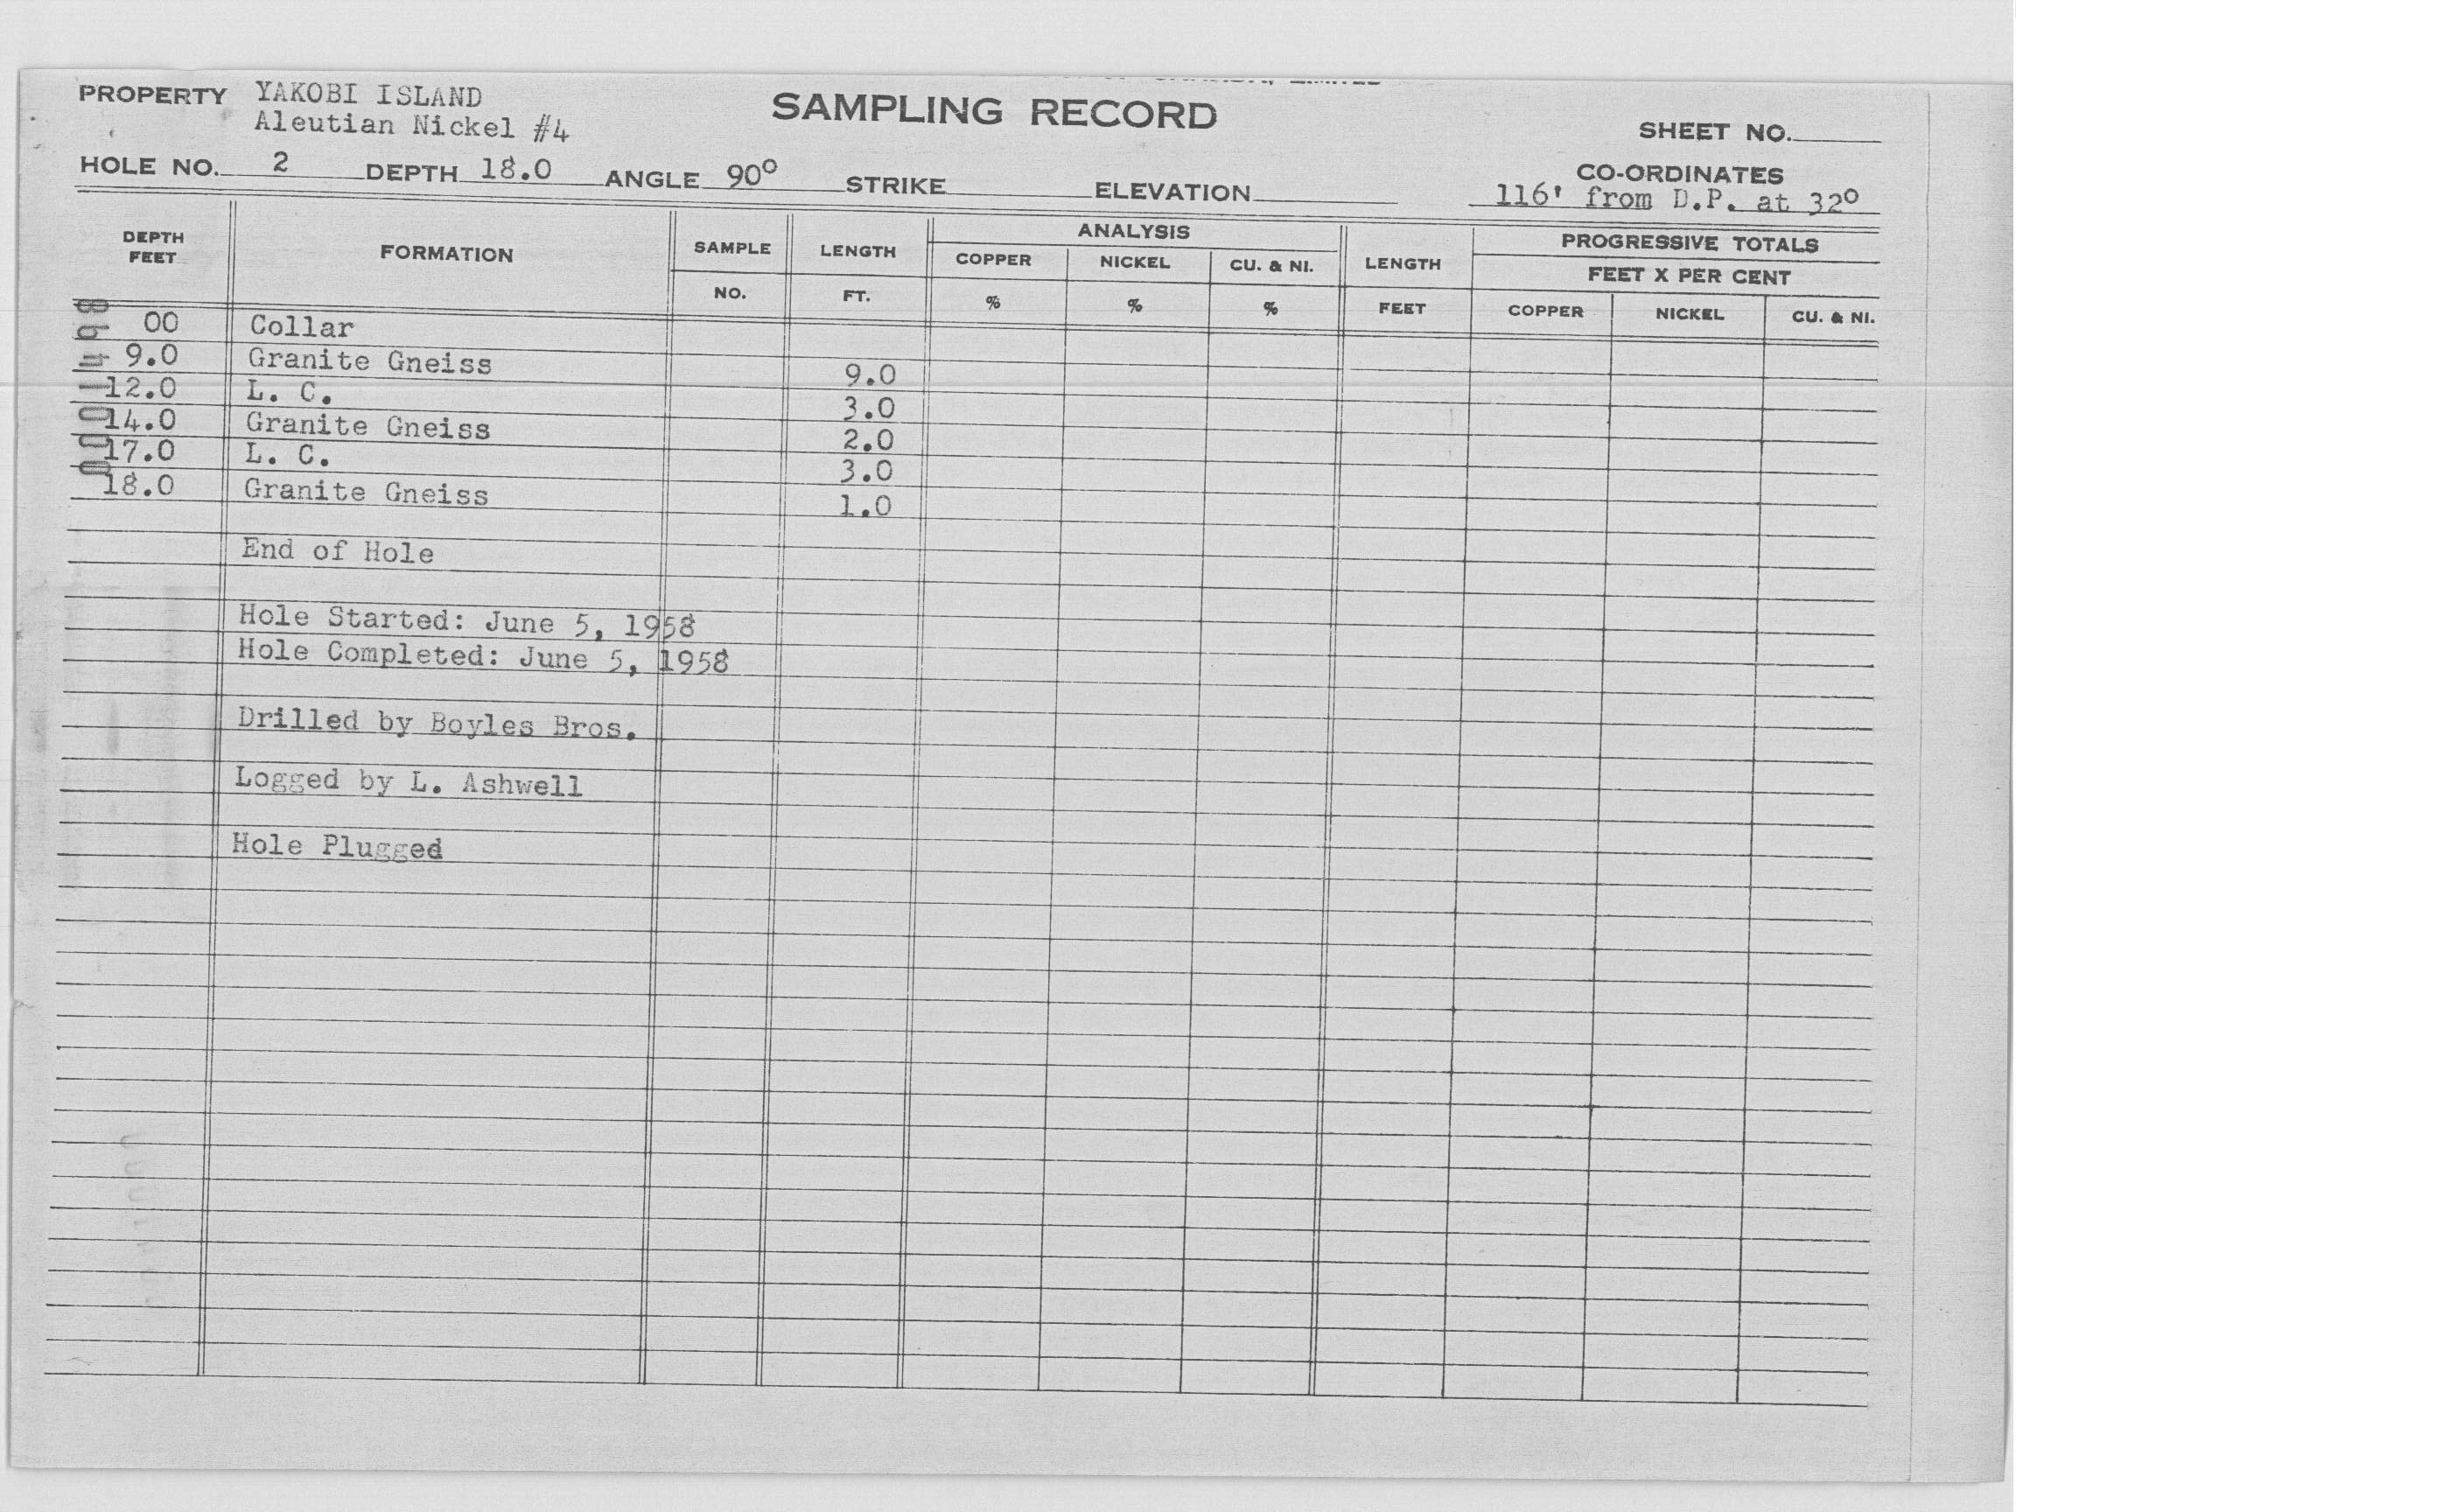 PROPERTY YAKOBI ISLAND
Aleutian Nickel #4
SAMPLING RECORD
SHEET NO.
HOLE NO. 2 DEPTH 18.0 ANGLE 90° STRIKE ELEVATION
CO-ORDINATES
116' from D.P. at 32°
DEPTH FEET FORMATION SAMPLE NO. LENGTH FT. ANALYSIS LENGTH FEET PROGRESSIVE TOTALS
COPPER % NICKEL % CU. & NI. % FEET X PER CENT
COPPER NICKEL CU. & NI.
00 Collar
9.0 Granite Gneiss 9.0
12.0 L. C. 3.0
14.0 Granite Gneiss 2.0
17.0 L. C. 3.0
18.0 Granite Gneiss 1.0
End of Hole
Hole Started: June 5, 1958
Hole Completed: June 5, 1958
Drilled by Boyles Bros.
Logged by L. Ashwell
Hole Plugged